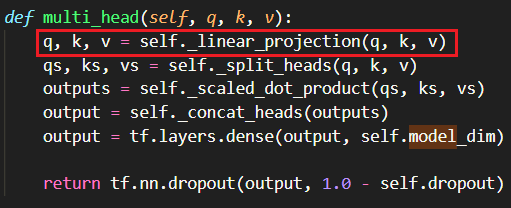 def multi_head(self, q, k, v):
    q, k, v = self._linear_projection(q, k, v)
    qs, ks, vs = self._split_heads(q, k, v)
    outputs = self._scaled_dot_product(qs, ks, vs)
    output = self._concat_heads(outputs)
    output = tf.layers.dense(output, self.model_dim)
    return tf.nn.dropout(output, 1.0 - self.dropout)